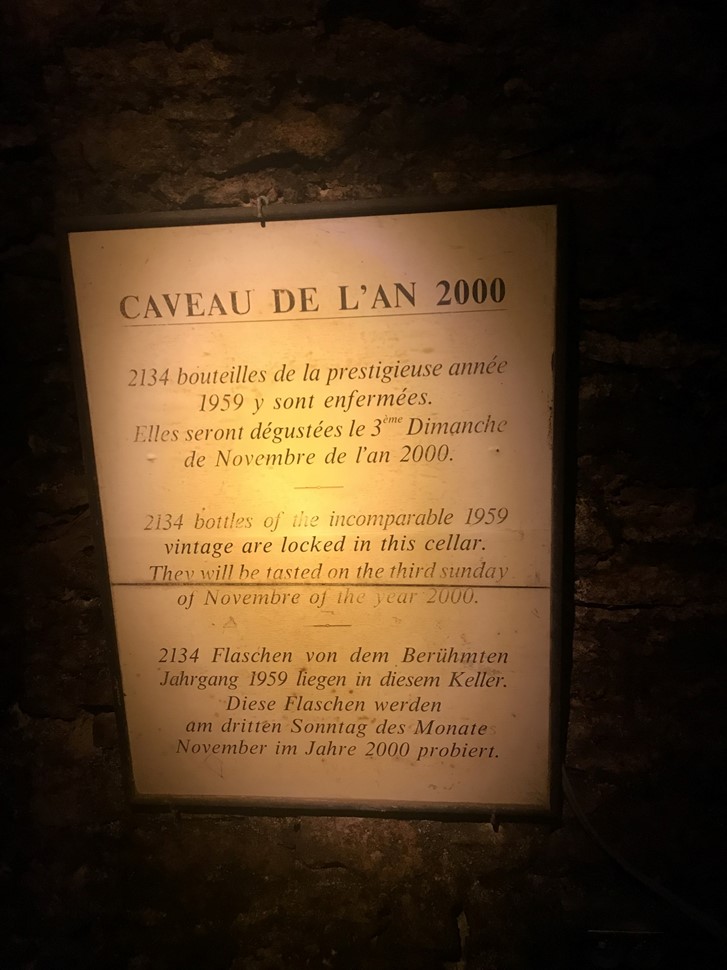 CAVEAU DE L'AN 2000
2134 bouteilles de la prestigieuse année
1959 y sont enfermées.
Elles seront dégustées le 3ème Dimanche
de Novembre de l'an 2000.
2134 bottles of the incomparable 1959
vintage are locked in this cellar.
They will be tasted on the third sunday
of Novembre of the year 2000.
2134 Flaschen von dem Berühmten
Jahrgang 1959 liegen in diesem Keller.
Diese Flaschen werden
am dritten Sonntag des Monate
November im Jahre 2000 probiert.